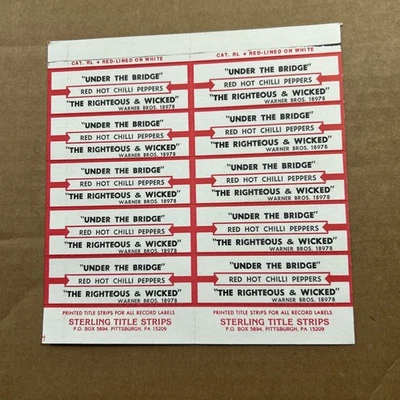 CAT. RL ★ RED-LINED ON WHITE
CAT. RL ★ RED-LINED ON WHITE
"UNDER THE BRIDGE"
RED HOT CHILLI PEPPERS
"THE RIGHTEOUS & WICKED"
WARNER BROS. 18978
"UNDER THE BRIDGE"
RED HOT CHILLI PEPPERS
"THE RIGHTEOUS & WICKED"
WARNER BROS. 18978
"UNDER THE BRIDGE"
RED HOT CHILLI PEPPERS
"THE RIGHTEOUS & WICKED"
WARNER BROS. 18978
"UNDER THE BRIDGE"
RED HOT CHILLI PEPPERS
"THE RIGHTEOUS & WICKED"
WARNER BROS. 18978
"UNDER THE BRIDGE"
RED HOT CHILLI PEPPERS
"THE RIGHTEOUS & WICKED"
WARNER BROS. 18978
"UNDER THE BRIDGE"
RED HOT CHILLI PEPPERS
"THE RIGHTEOUS & WICKED"
WARNER BROS. 18978
"UNDER THE BRIDGE"
RED HOT CHILLI PEPPERS
"THE RIGHTEOUS & WICKED"
WARNER BROS. 18978
"UNDER THE BRIDGE"
RED HOT CHILLI PEPPERS
"THE RIGHTEOUS & WICKED"
WARNER BROS. 18978
"UNDER THE BRIDGE"
RED HOT CHILLI PEPPERS
"THE RIGHTEOUS & WICKED"
WARNER BROS. 18978
"UNDER THE BRIDGE"
RED HOT CHILLI PEPPERS
"THE RIGHTEOUS & WICKED"
WARNER BROS. 18978
PRINTED TITLE STRIPS FOR ALL RECORD LABELS
STERLING TITLE STRIPS
P.O. BOX 5894, PITTSBURGH, PA 15209
PRINTED TITLE STRIPS FOR ALL RECORD LABELS
STERLING TITLE STRIPS
P.O. BOX 5894, PITTSBURGH, PA 15209